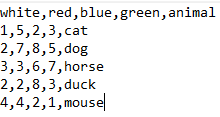 white,red,blue,green,animal
1,5,2,3,cat
2,7,8,5,dog
3,3,6,7,horse
2,2,8,3,duck
4,4,2,1,mouse